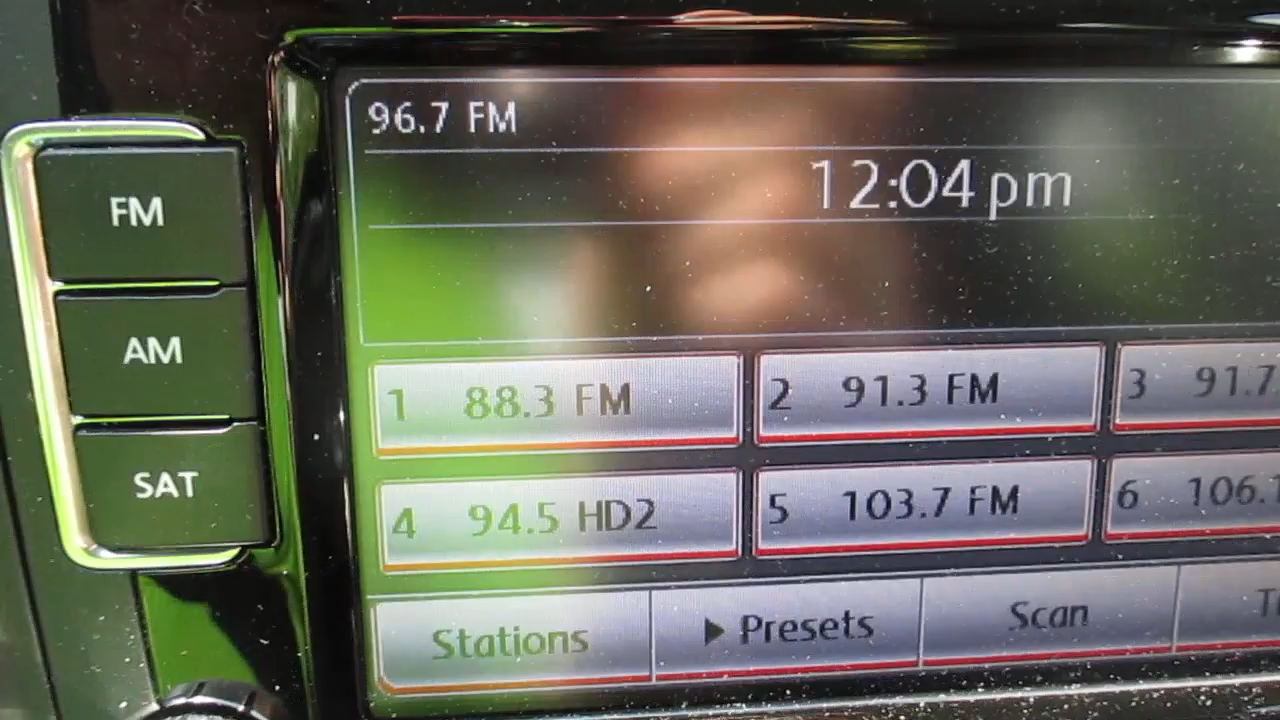 96.7 FM
12:04 pm
FM
AM
SAT
1 88.3 FM
2 91.3 FM
3 91.7
4 94.5 HD2
5 103.7 FM
6 106.1
Stations
Presets
Scan